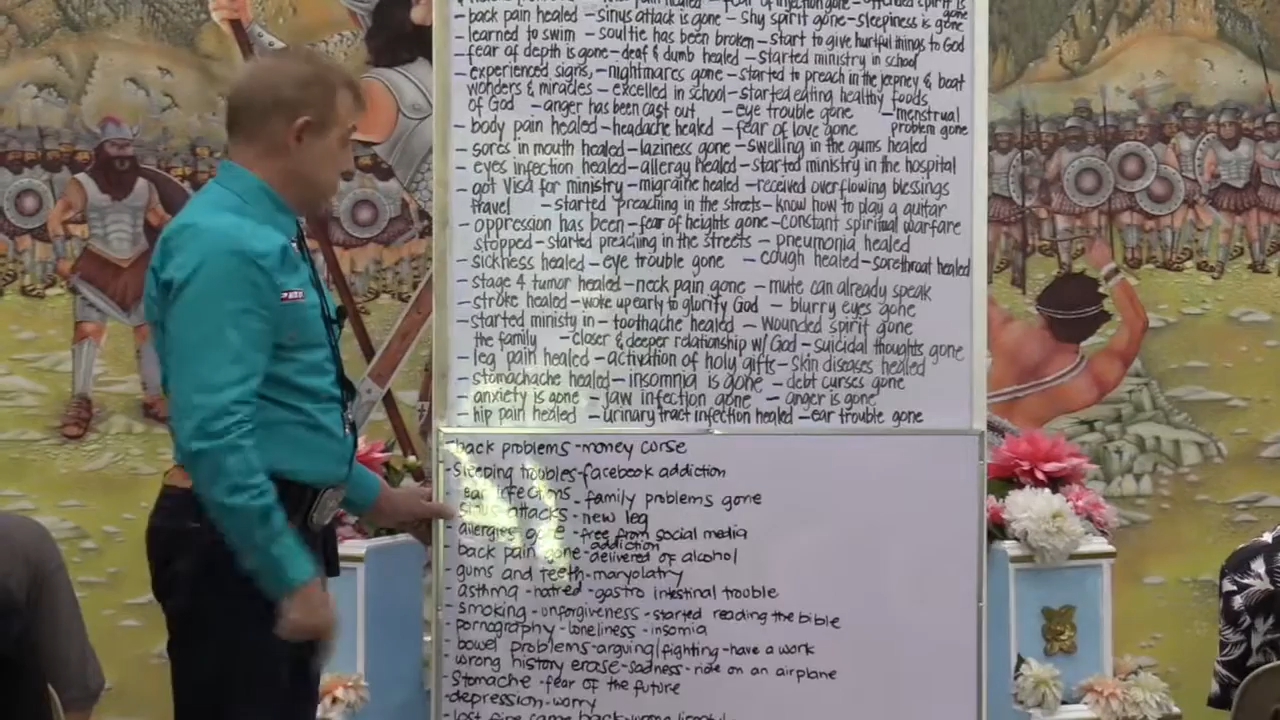 - back pain healed - sinus attack is gone - shy spirit gone - sleepiness is gone
- learned to swim - soultie has been broken - start to give hurtful things to God
- fear of depth is gone - deaf & dumb healed - started ministry in school
- experienced signs, - nightmares gone - started to preach in the jeepney & boat
wonders & miracles - excelled in school - started eating healthy foods
of God - anger has been cast out - eye trouble gone - menstrual
- body pain healed - headache healed - fear of love gone problem gone
- sores in mouth healed - laziness gone - swelling in the gums healed
eyes infection healed - allergy healed - started ministry in the hospital
- got Visa for ministry - migraine healed - received overflowing blessings
travel - started preaching in the streets - know how to play a guitar
- oppression has been - fear of heights gone - constant spiritual warfare
stopped - started preaching in the streets - pneumonia healed
- sickness healed - eye trouble gone - cough healed - sorethroat healed
- stage 4 tumor healed - neck pain gone - mute can already speak
- stroke healed - woke up early to glorify God - blurry eyes gone
- started ministy in - toothache healed - wounded spirit gone
the family - closer & deeper relationship w/ God - suicidal thoughts gone
- leg pain healed - activation of holy gifts - skin diseases healed
- stomachache healed - insomnia is gone - debt curses gone
- anxiety is gone - jaw infection gone - anger is gone
- hip pain healed - urinary tract infection healed - ear trouble gone
- back problems - money corse
- Sleeping troubles - facebook addiction
ear infections - family problems gone
- sinus attacks - new leg
- allergies gone - free from social media
addiction
- back pain gone - delivered of alcohol
- gums and teeth - maryolatry
- asthma - hatred - gastro intestinal trouble
- smoking - unforgiveness - started reading the bible
- pornography - loneliness - insomia
- bowel problems - arguing/fighting - have a work
- wrong history erase - sadness - ride on an airplane
- Stomache - fear of the future
- depression - worry
- lost fire came back - wrong